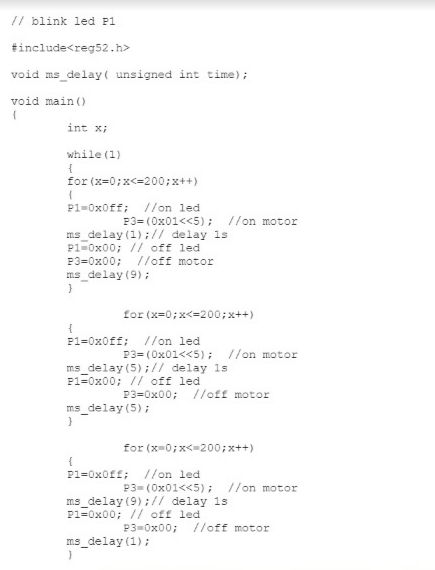 // blink led P1
#include<reg52.h>
void ms_delay( unsigned int time);
void main()
{
int x;
while(1)
{
for(x=0;x<=200;x++)
{
P1=0x0ff; //on led
P3=(0x01<<5); //on motor
ms_delay(1);// delay 1s
P1=0x00; // off led
P3=0x00; //off motor
ms_delay(9);
}
for(x=0;x<=200;x++)
{
P1=0x0ff; //on led
P3=(0x01<<5); //on motor
ms_delay(5);// delay 1s
P1=0x00; // off led
P3=0x00; //off motor
ms_delay(5);
}
for(x=0;x<=200;x++)
{
P1=0x0ff; //on led
P3=(0x01<<5); //on motor
ms_delay(9);// delay 1s
P1=0x00; // off led
P3=0x00; //off motor
ms_delay(1);
}